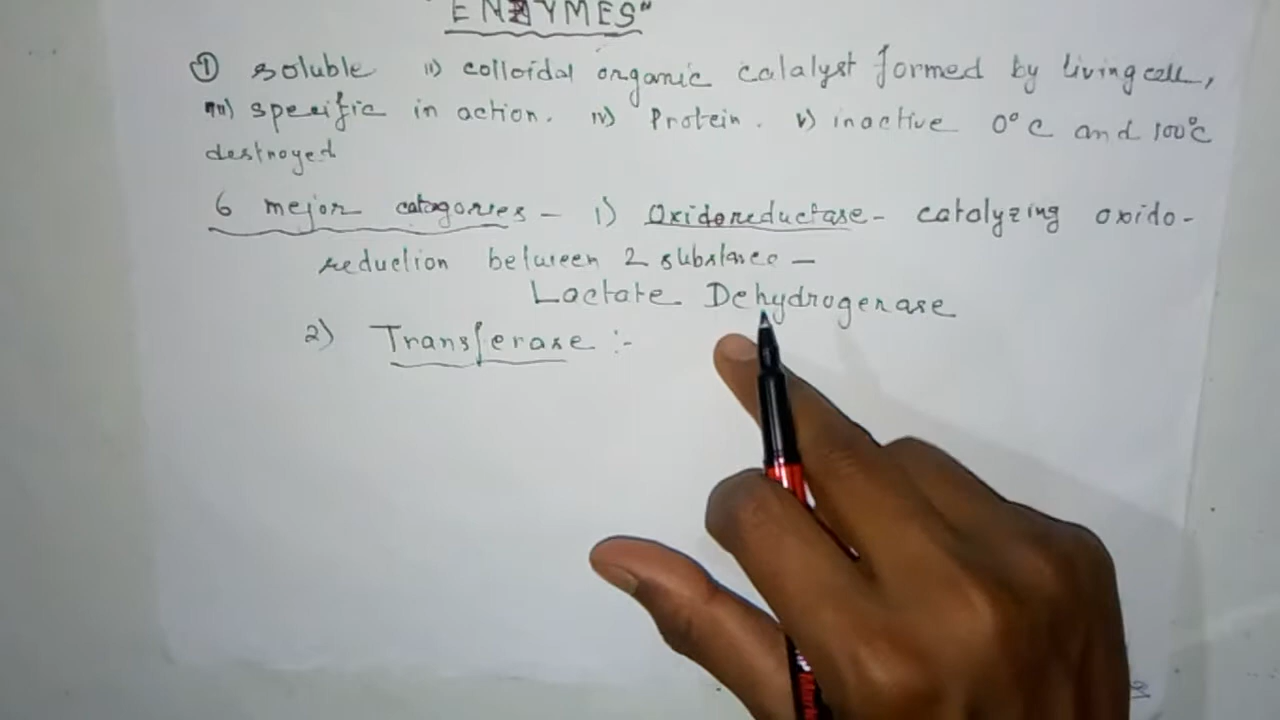 "ENZYMES"
① soluble ii) colloidal organic catalyst formed by living cell,
iii) specific in action. iv) Protein. v) inactive 0°C and 100°C
destroyed
6 mejor catagories - 1) Oxidoreductase - catalyzing oxido-
reduction between 2 substance -
Lactate Dehydrogenase
2) Transferase :-